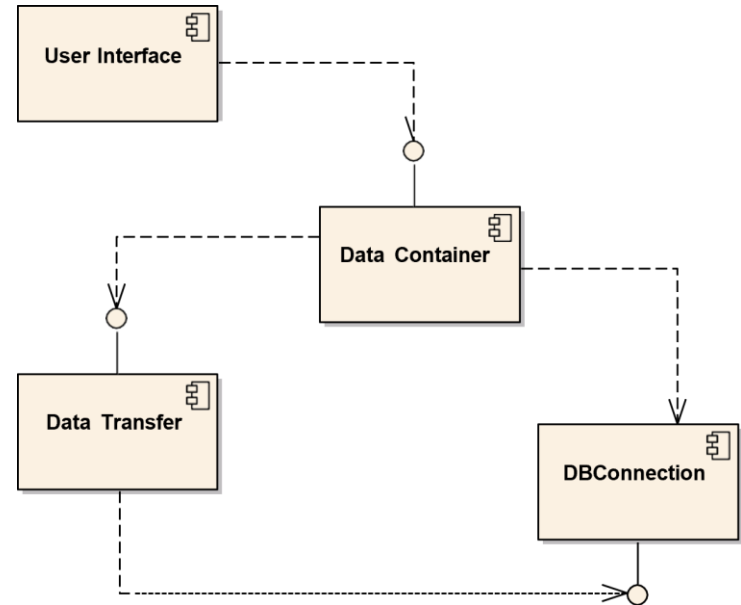 User Interface
Data Container
Data Transfer
DBConnection